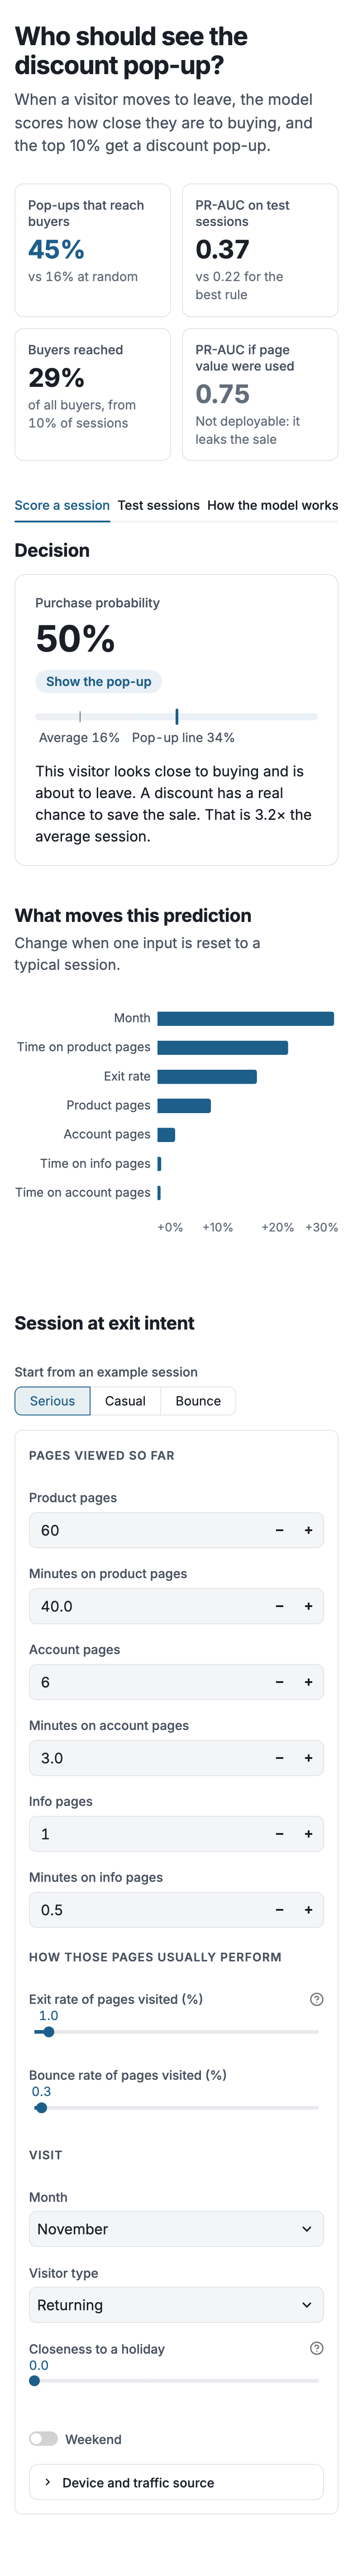 Who should see the
discount pop-up?
When a visitor moves to leave, the model
scores how close they are to buying, and
the top 10% get a discount pop-up.
Pop-ups that reach
buyers
45%
vs 16% at random
PR-AUC on test
sessions
0.37
vs 0.22 for the
best rule
Buyers reached
29%
of all buyers, from
10% of sessions
PR-AUC if page
value were used
0.75
Not deployable: it
leaks the sale
Score a session
Test sessions
How the model works
Decision
Purchase probability
50%
Show the pop-up
Average 16%
Pop-up line 34%
This visitor looks close to buying and is
about to leave. A discount has a real
chance to save the sale. That is 3.2× the
average session.
What moves this prediction
Change when one input is reset to a
typical session.
Month
Time on product pages
Exit rate
Product pages
Account pages
Time on info pages
Time on account pages
+0% +10% +20% +30%
Session at exit intent
Start from an example session
Serious Casual Bounce
PAGES VIEWED SO FAR
Product pages
60 − +
Minutes on product pages
40.0 − +
Account pages
6 − +
Minutes on account pages
3.0 − +
Info pages
1 − +
Minutes on info pages
0.5 − +
HOW THOSE PAGES USUALLY PERFORM
Exit rate of pages visited (%) ?
1.0
Bounce rate of pages visited (%)
0.3
VISIT
Month
November
Visitor type
Returning
Closeness to a holiday ?
0.0
Weekend
Device and traffic source